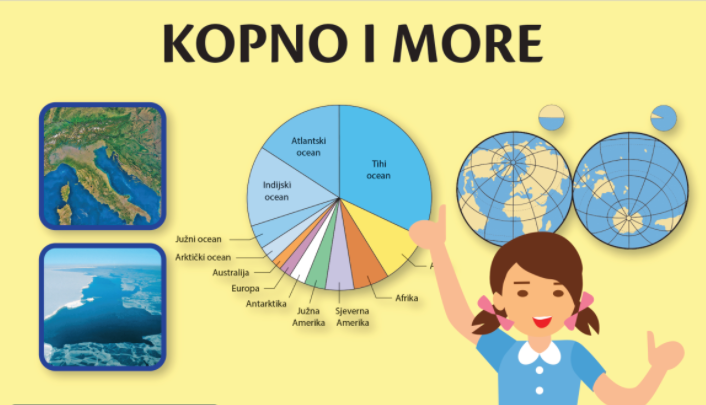 KOPNO I MORE
Atlantski
ocean
Tihi
ocean
Indijski
ocean
Južni ocean
Arktički ocean
Australija
Europa
Antarktika
Južna
Amerika
Sjeverna
Amerika
Afrika